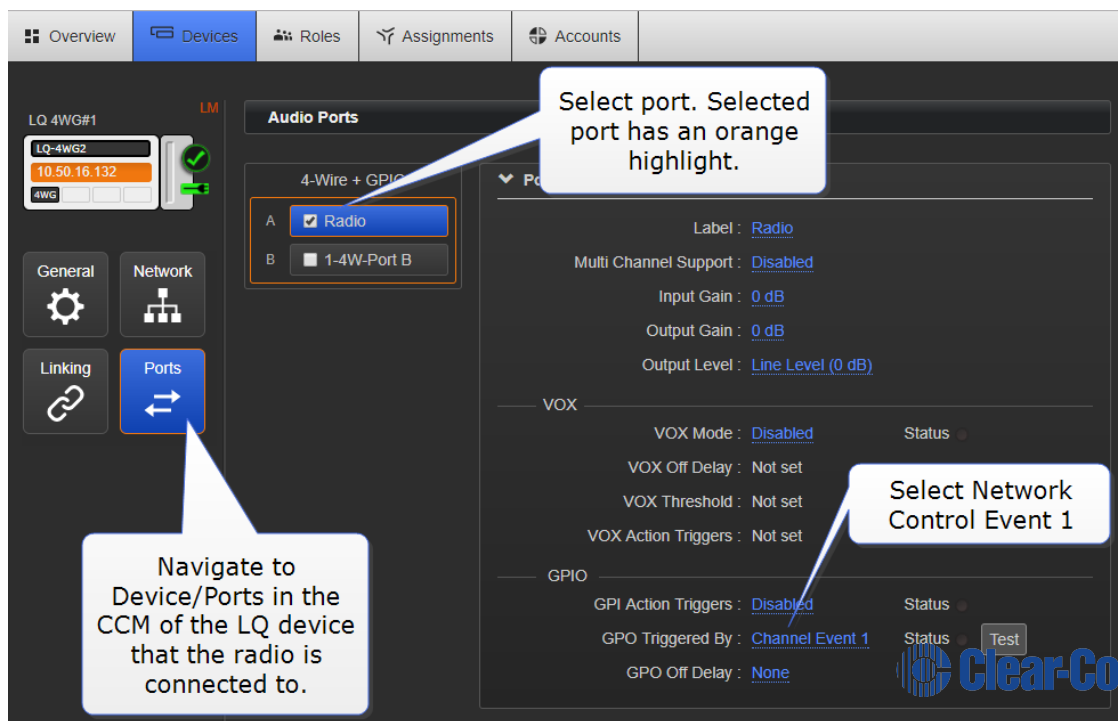 Overview
Devices
Roles
Assignments
Accounts
LQ 4WG#1
LM
LQ-4WG2
10.50.16.132
4WG
General
Network
Linking
Ports
Navigate to
Device/Ports in the
CCM of the LQ device
that the radio is
connected to.
Audio Ports
Select port. Selected
port has an orange
highlight.
4-Wire + GPIO
A Radio
B 1-4W-Port B
Label : Radio
Multi Channel Support : Disabled
Input Gain : 0 dB
Output Gain : 0 dB
Output Level : Line Level (0 dB)
VOX
VOX Mode : Disabled Status
VOX Off Delay : Not set
VOX Threshold : Not set
VOX Action Triggers : Not set
Select Network
Control Event 1
GPIO
GPI Action Triggers : Disabled Status
GPO Triggered By : Channel Event 1 Status Test
GPO Off Delay : None
Clear-Co